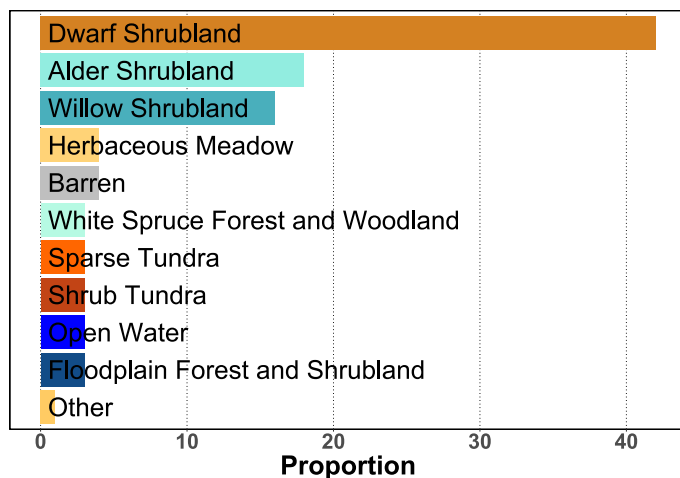 Dwarf Shrubland
Alder Shrubland
Willow Shrubland
Herbaceous Meadow
Barren
White Spruce Forest and Woodland
Sparse Tundra
Shrub Tundra
Open Water
Floodplain Forest and Shrubland
Other
0 10 20 30 40
Proportion